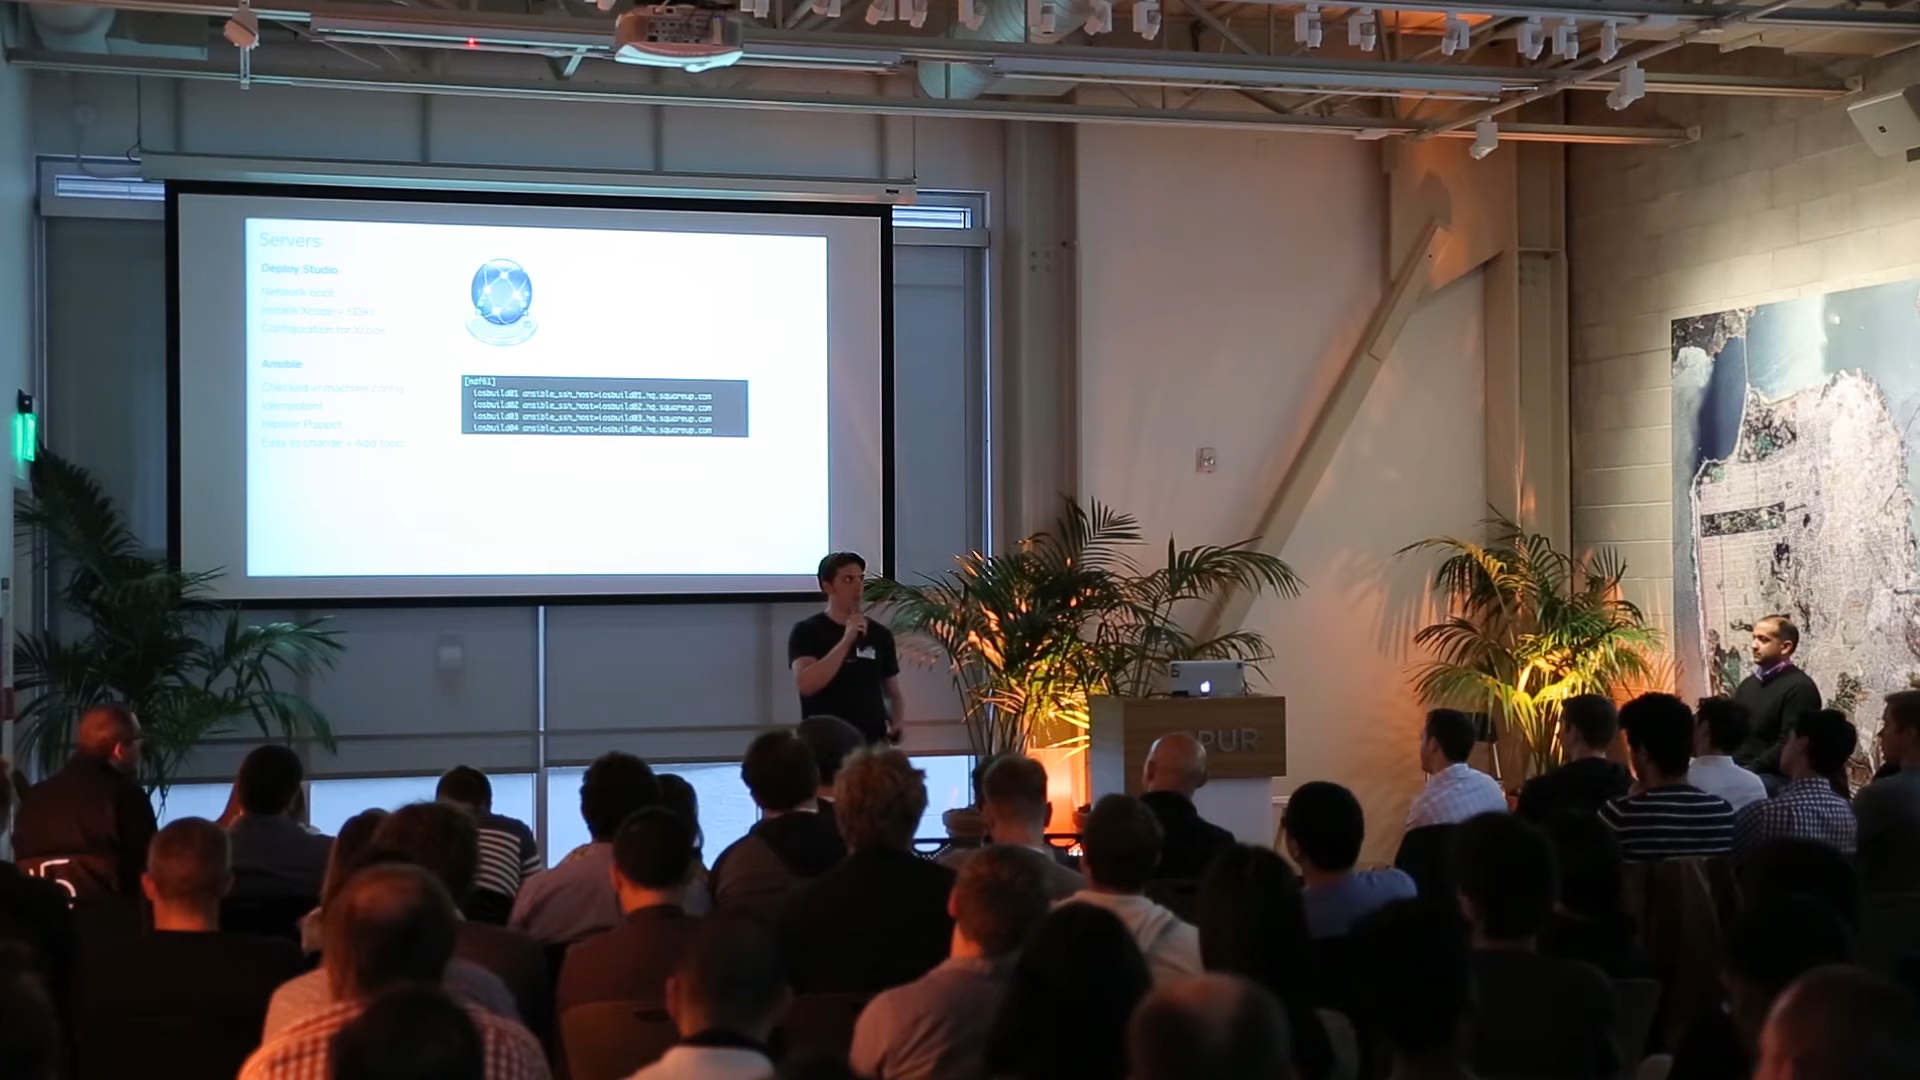 Servers
Deploy Studio
Network boot
Installs Xcode + SDKs
Configuration for Xcode
Ansible
Checked in machine config
Idempotent
Hipster Puppet
Easy to change + Add tools
[mdf61]
iosbuild01 ansible_ssh_host=iosbuild01.hq.squareup.com
iosbuild02 ansible_ssh_host=iosbuild02.hq.squareup.com
iosbuild03 ansible_ssh_host=iosbuild03.hq.squareup.com
iosbuild04 ansible_ssh_host=iosbuild04.hq.squareup.com
PUR